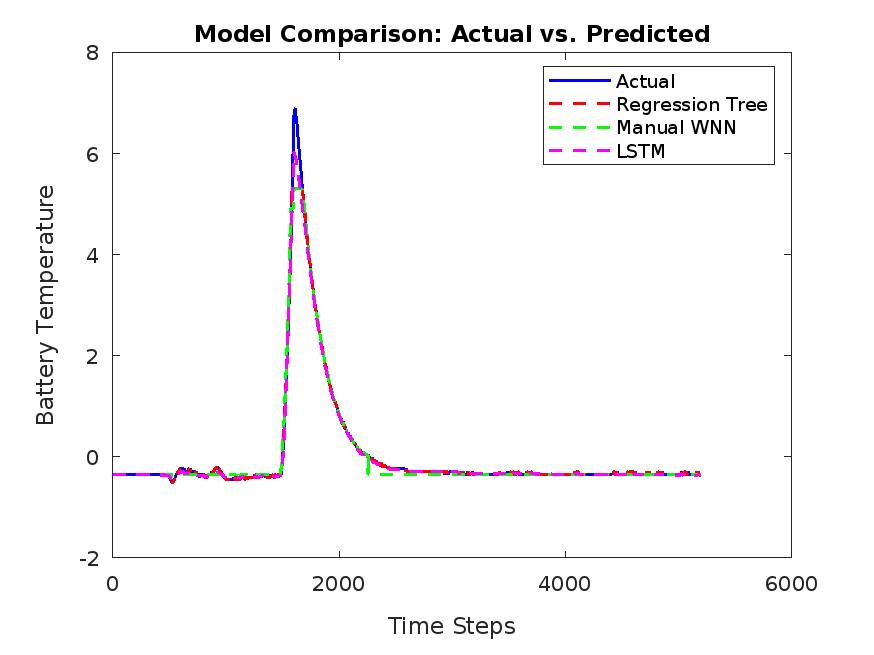 Model Comparison: Actual vs. Predicted
8
6
4
2
0
-2
Battery Temperature
Actual
Regression Tree
Manual WNN
LSTM
0
2000
4000
6000
Time Steps